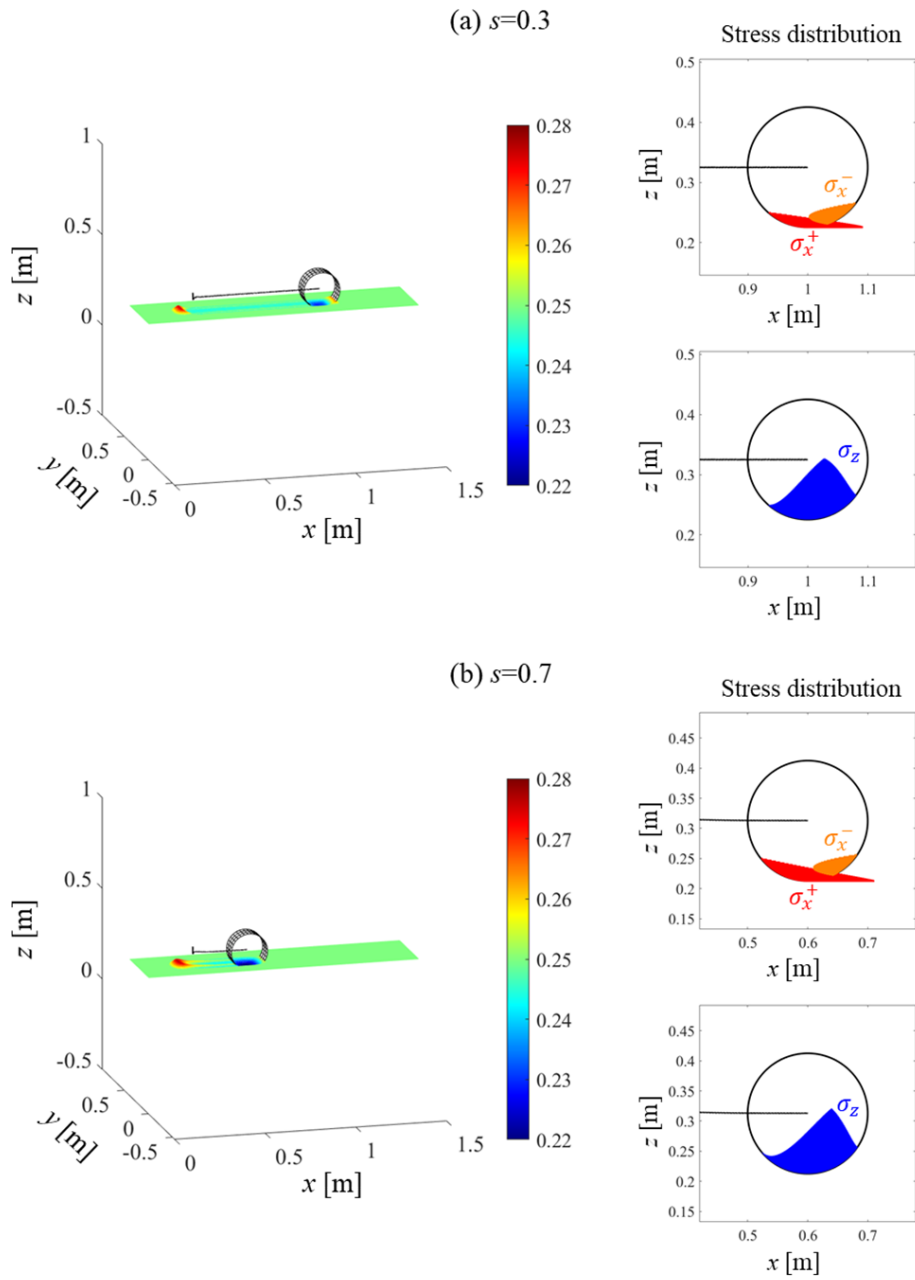 (a) s=0.3
Stress distribution
z [m]
1
0.5
0
-0.5
y [m]
0.5
0
-0.5
0
0.5
1
1.5
x [m]
0.28
0.27
0.26
0.25
0.24
0.23
0.22
z [m]
0.5
0.4
0.3
0.2
σx−
σx+
0.9
1
1.1
x [m]
z [m]
0.5
0.4
0.3
0.2
σz
0.9
1
1.1
x [m]
(b) s=0.7
Stress distribution
z [m]
1
0.5
0
-0.5
y [m]
0.5
0
-0.5
0
0.5
1
1.5
x [m]
0.28
0.27
0.26
0.25
0.24
0.23
0.22
z [m]
0.45
0.4
0.35
0.3
0.25
0.2
0.15
σx−
σx+
0.5
0.6
0.7
x [m]
z [m]
0.45
0.4
0.35
0.3
0.25
0.2
0.15
σz
0.5
0.6
0.7
x [m]